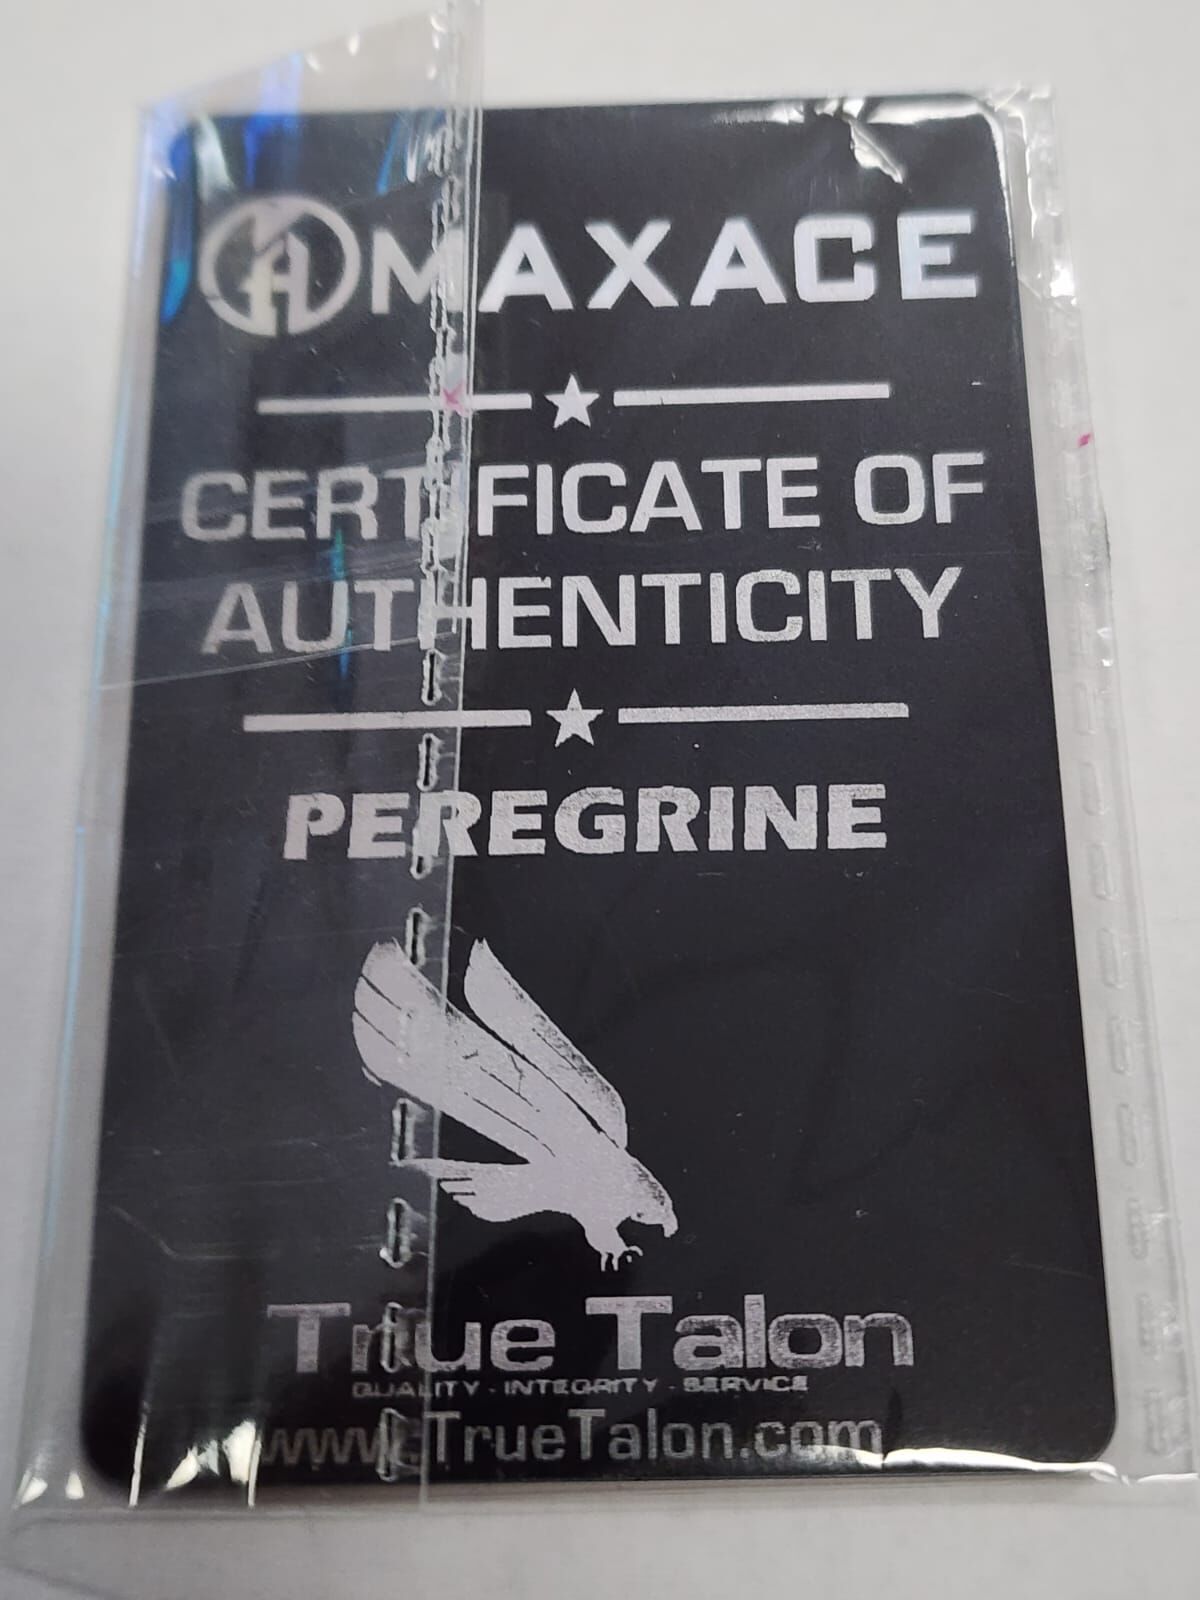 MAXACE
CERTIFICATE OF
AUTHENTICITY
PEREGRINE
True Talon
QUALITY - INTEGRITY - SERVICE
www.TrueTalon.com